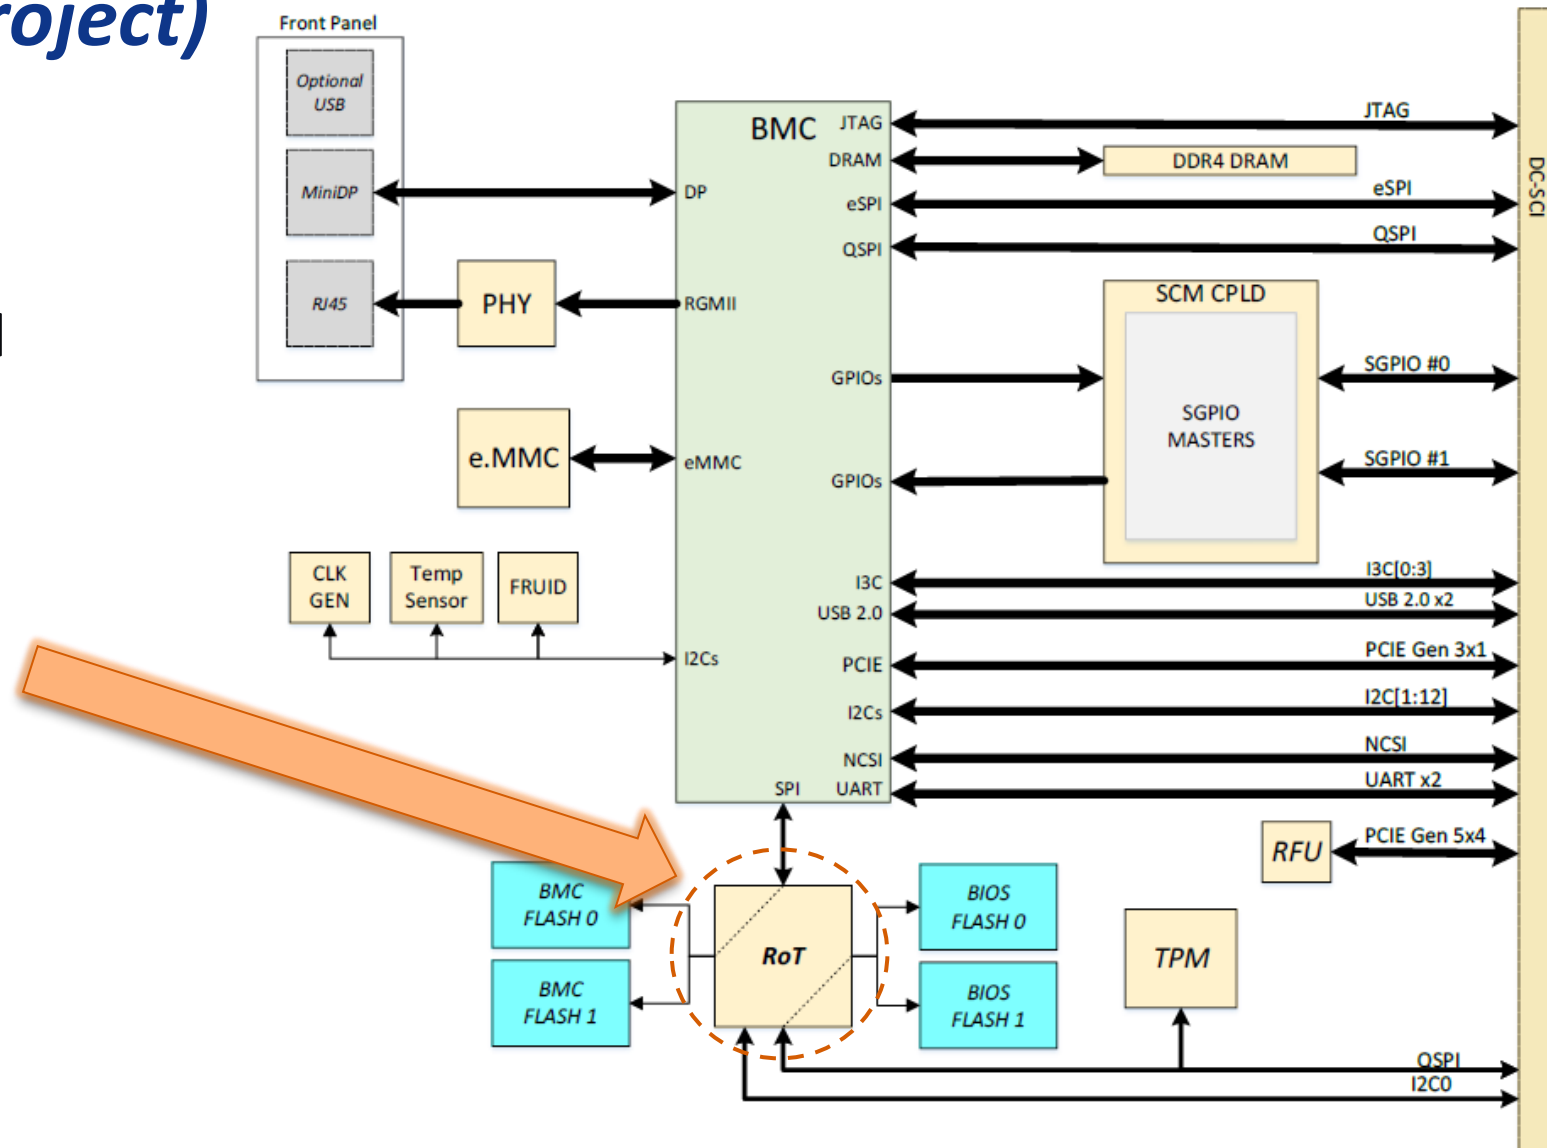 roject)
Front Panel
Optional
USB
MiniDP
RJ45
PHY
e.MMC
CLK
GEN
Temp
Sensor
FRUID
BMC
DP
RGMII
eMMC
I2Cs
SPI
JTAG
DRAM
eSPI
QSPI
GPIOs
GPIOs
I3C
USB 2.0
PCIE
I2Cs
NCSI
UART
DDR4 DRAM
SCM CPLD
SGPIO
MASTERS
JTAG
eSPI
QSPI
SGPIO #0
SGPIO #1
I3C[0:3]
USB 2.0 x2
PCIE Gen 3x1
I2C[1:12]
NCSI
UART x2
PCIE Gen 5x4
DC-SCI
RFU
BMC
FLASH 0
BMC
FLASH 1
RoT
BIOS
FLASH 0
BIOS
FLASH 1
TPM
QSPI
I2C0